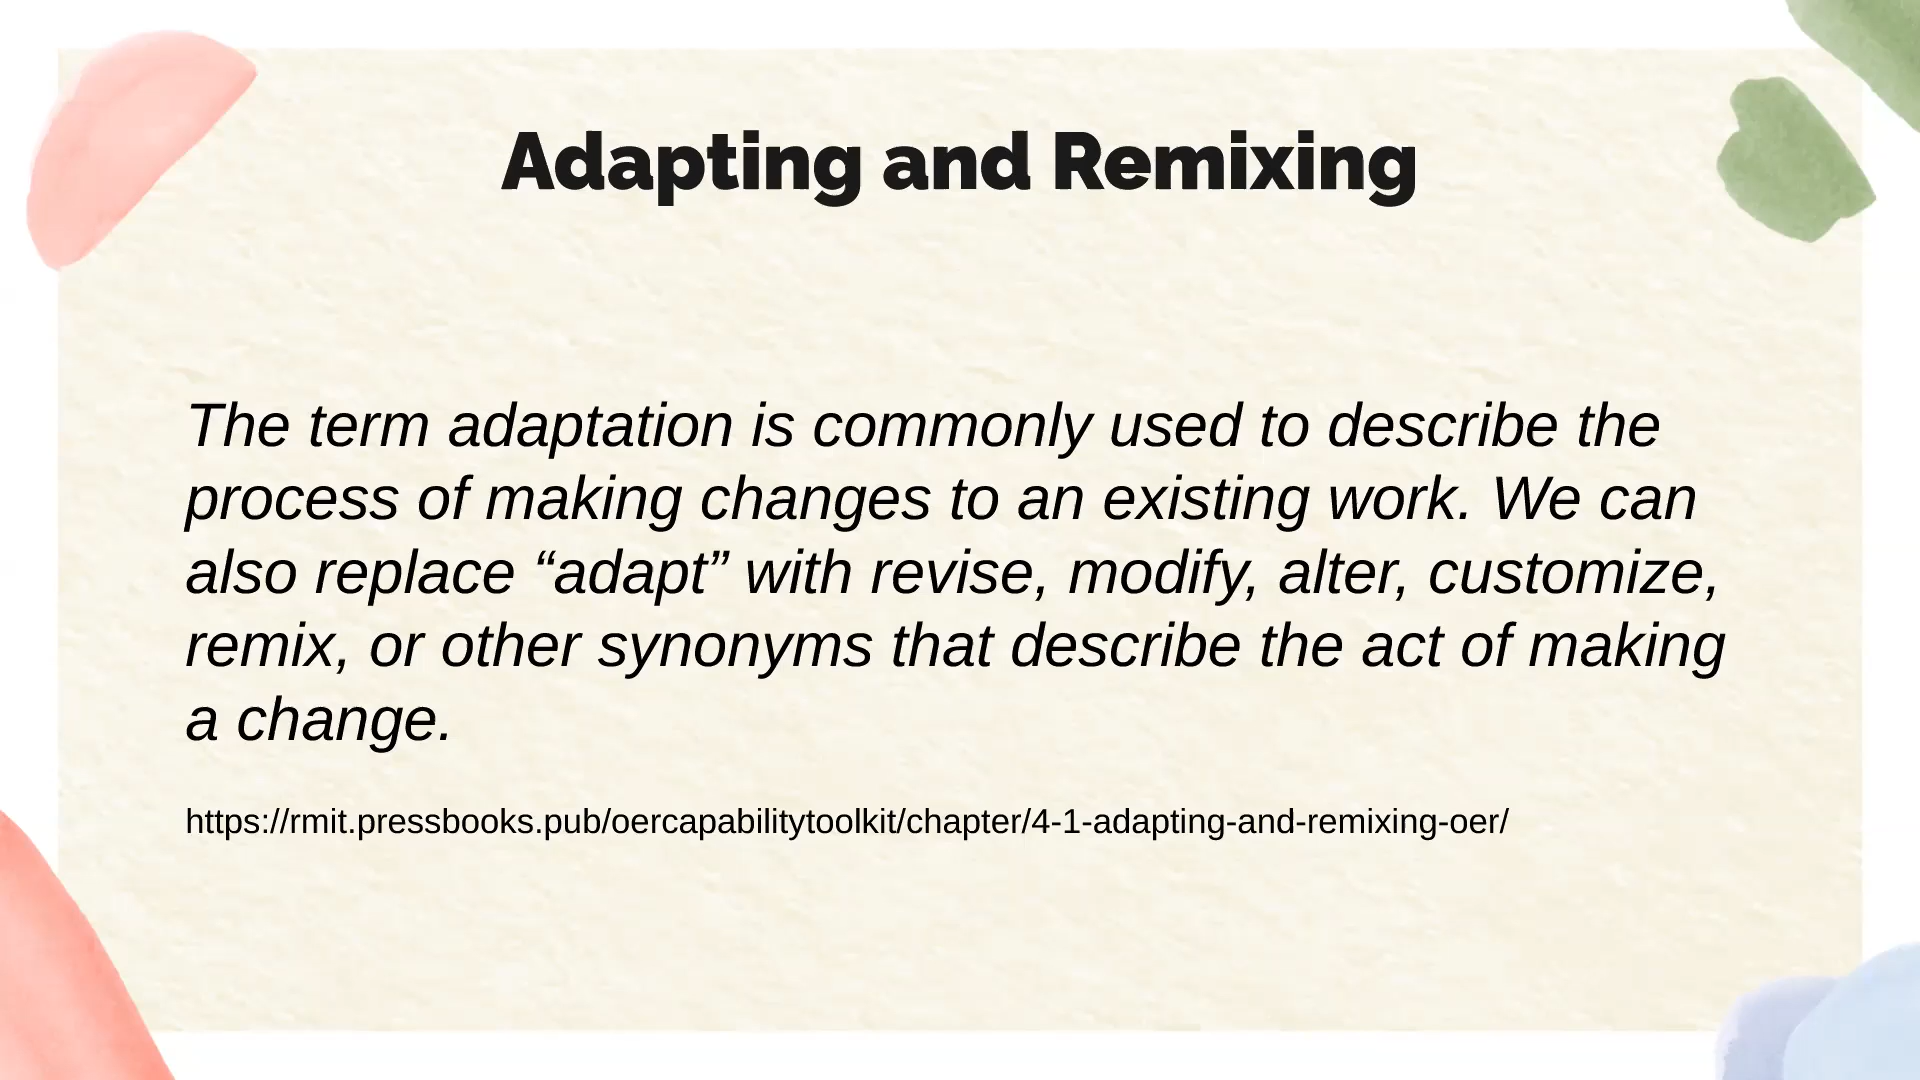 Adapting and Remixing
The term adaptation is commonly used to describe the
process of making changes to an existing work. We can
also replace “adapt” with revise, modify, alter, customize,
remix, or other synonyms that describe the act of making
a change.
https://rmit.pressbooks.pub/oercapabilitytoolkit/chapter/4-1-adapting-and-remixing-oer/